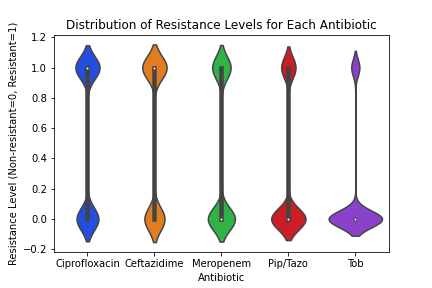 Distribution of Resistance Levels for Each Antibiotic
Resistance Level (Non-resistant=0, Resistant=1)
1.2
1.0
0.8
0.6
0.4
0.2
0.0
−0.2
Ciprofloxacin Ceftazidime Meropenem Pip/Tazo Tob
Antibiotic